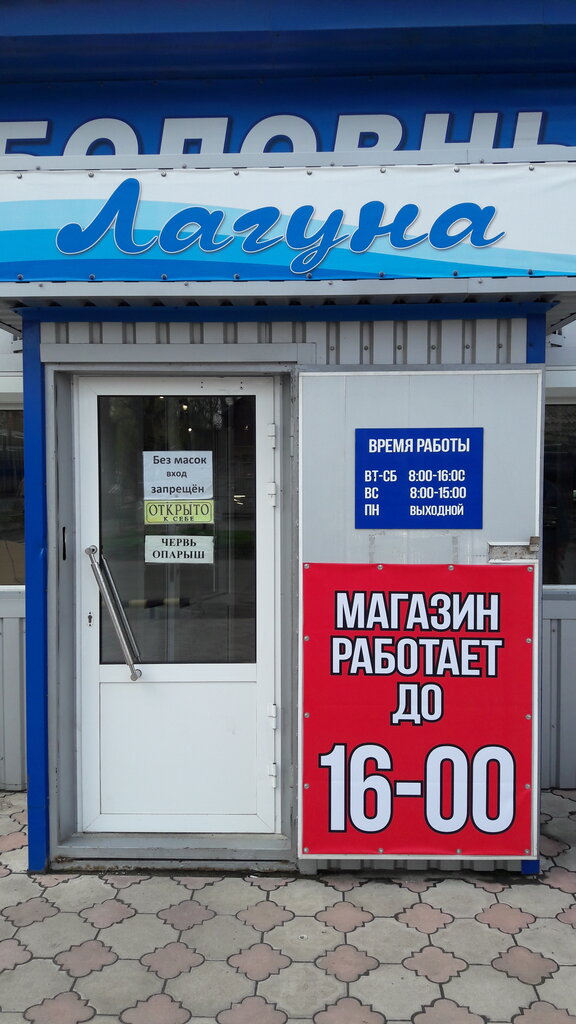 Лагуна
ВРЕМЯ РАБОТЫ
ВТ-СБ 8:00-16:00
ВС 8:00-15:00
ПН ВЫХОДНОЙ
Без масок
вход
запрещён
ОТКРЫТО
К СЕБЕ
ЧЕРВЬ
ОПАРЫШ
МАГАЗИН
РАБОТАЕТ
ДО
16-00